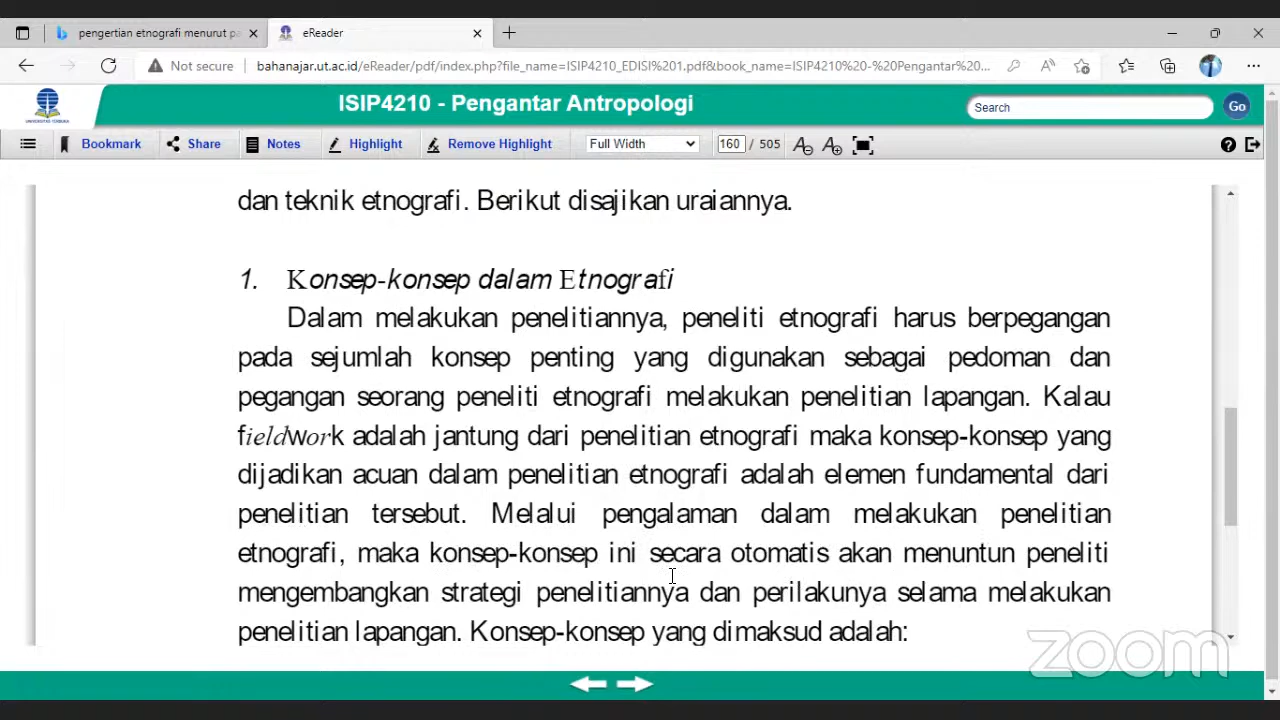 pengertian etnografi menurut pa
eReader
Not secure
bahanajar.ut.ac.id/eReader/pdf/index.php?file_name=ISIP4210_EDISI%201.pdf&book_name=ISIP4210%20-%20Pengantar%20...
ISIP4210 - Pengantar Antropologi
Search
Go
Bookmark
Share
Notes
Highlight
Remove Highlight
Full Width
160 / 505
dan teknik etnografi. Berikut disajikan uraiannya.
1. Konsep-konsep dalam Etnografi
Dalam melakukan penelitiannya, peneliti etnografi harus berpegangan
pada sejumlah konsep penting yang digunakan sebagai pedoman dan
pegangan seorang peneliti etnografi melakukan penelitian lapangan. Kalau
fieldwork adalah jantung dari penelitian etnografi maka konsep-konsep yang
dijadikan acuan dalam penelitian etnografi adalah elemen fundamental dari
penelitian tersebut. Melalui pengalaman dalam melakukan penelitian
etnografi, maka konsep-konsep ini secara otomatis akan menuntun peneliti
mengembangkan strategi penelitiannya dan perilakunya selama melakukan
penelitian lapangan. Konsep-konsep yang dimaksud adalah:
zoom